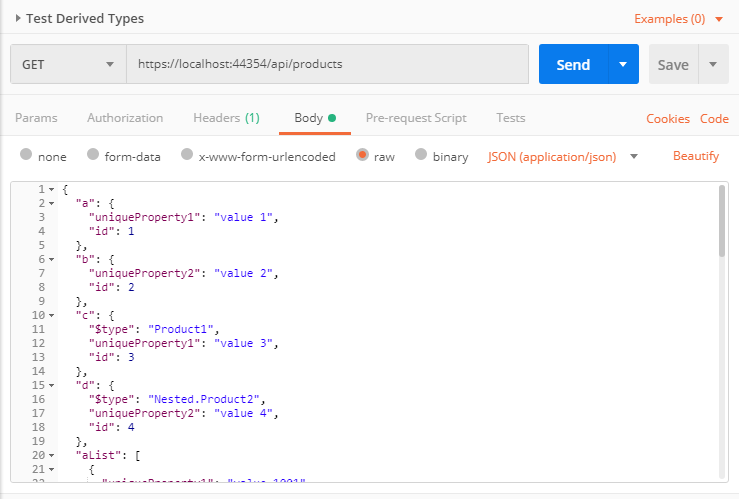 Test Derived Types
Examples (0)
GET
https://localhost:44354/api/products
Send
Save
Params Authorization Headers (1) Body Pre-request Script Tests Cookies Code
none form-data x-www-form-urlencoded raw binary JSON (application/json) Beautify
1 {
2 "a": {
3 "uniqueProperty1": "value 1",
4 "id": 1
5 },
6 "b": {
7 "uniqueProperty2": "value 2",
8 "id": 2
9 },
10 "c": {
11 "$type": "Product1",
12 "uniqueProperty1": "value 3",
13 "id": 3
14 },
15 "d": {
16 "$type": "Nested.Product2",
17 "uniqueProperty2": "value 4",
18 "id": 4
19 },
20 "aList": [
21 {
22 "uniqueProperty1": "value 1001"